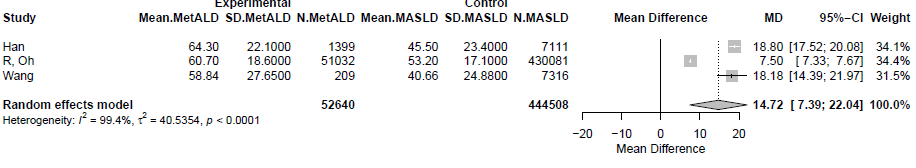 Experimental Control
Study Mean.MetALD SD.MetALD N.MetALD Mean.MASLD SD.MASLD N.MASLD Mean Difference MD 95%−CI Weight
Han 64.30 22.1000 1399 45.50 23.4000 7111 18.80 [17.52; 20.08] 34.1%
R, Oh 60.70 18.6000 51032 53.20 17.1000 430081 7.50 [ 7.33; 7.67] 34.4%
Wang 58.84 27.6500 209 40.66 24.8800 7316 18.18 [14.39; 21.97] 31.5%
Random effects model 52640 444508 14.72 [ 7.39; 22.04] 100.0%
Heterogeneity: I² = 99.4%, τ² = 40.5354, p < 0.0001
−20 −10 0 10 20
Mean Difference